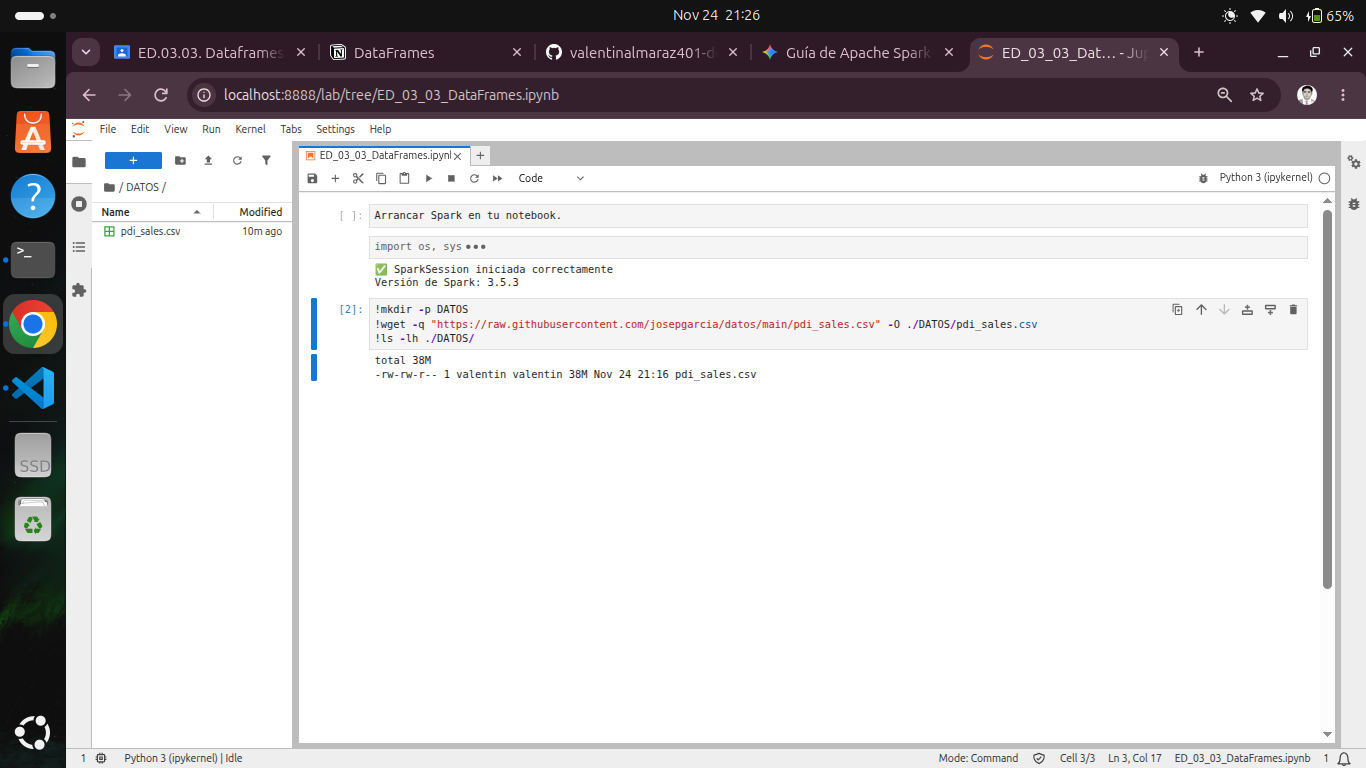 Nov 24 21:26
65%
ED.03.03. DataFrames
DataFrames
valentinalmaraz401-d
Guía de Apache Spark
ED_03_03_Dat… - Jup
localhost:8888/lab/tree/ED_03_03_DataFrames.ipynb
File Edit View Run Kernel Tabs Settings Help
/ DATOS /
Name Modified
pdi_sales.csv 10m ago
ED_03_03_DataFrames.ipynl
Code
Python 3 (ipykernel)
[ ]: Arrancar Spark en tu notebook.
import os, sys
✅ SparkSession iniciada correctamente
Versión de Spark: 3.5.3
[2]: !mkdir -p DATOS
!wget -q "https://raw.githubusercontent.com/josepgarcia/datos/main/pdi_sales.csv" -O ./DATOS/pdi_sales.csv
!ls -lh ./DATOS/
total 38M
-rw-rw-r-- 1 valentin valentin 38M Nov 24 21:16 pdi_sales.csv
SSD
1 Python 3 (ipykernel) | Idle Mode: Command Cell 3/3 Ln 3, Col 17 ED_03_03_DataFrames.ipynb 1